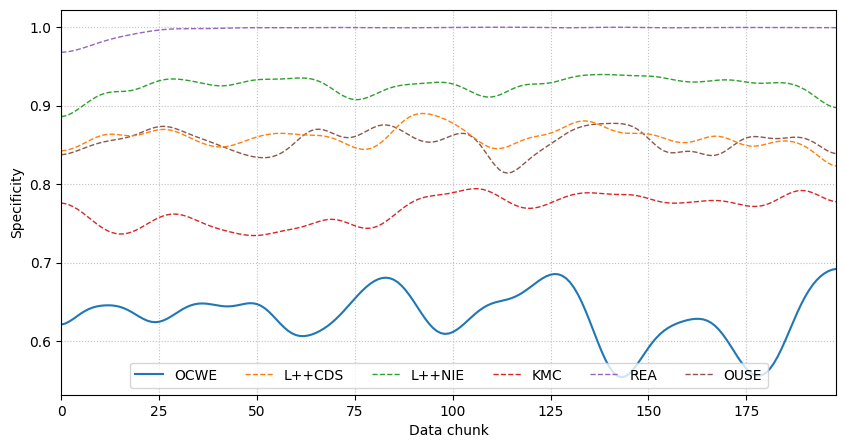 Specificity
1.0
0.9
0.8
0.7
0.6
OCWE L++CDS L++NIE KMC REA OUSE
0 25 50 75 100 125 150 175
Data chunk